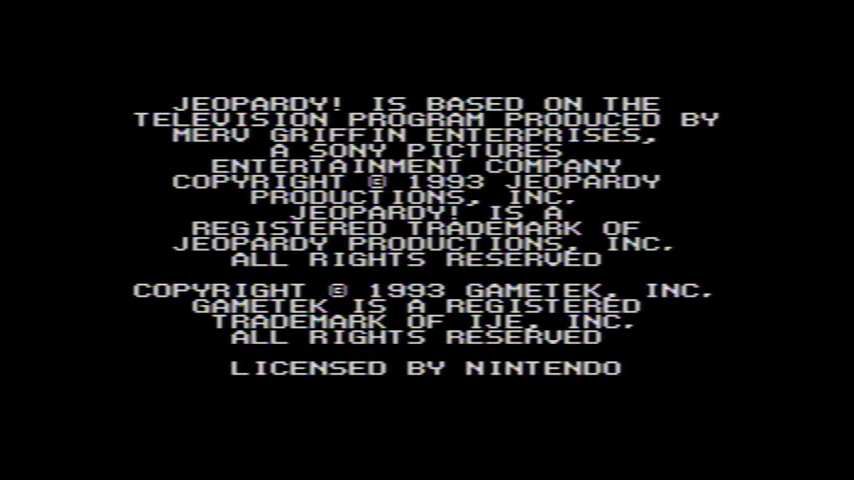 JEOPARDY! IS BASED ON THE
TELEVISION PROGRAM PRODUCED BY
MERV GRIFFIN ENTERPRISES,
A SONY PICTURES
ENTERTAINMENT COMPANY
COPYRIGHT © 1993 JEOPARDY
PRODUCTIONS, INC.
JEOPARDY! IS A
REGISTERED TRADEMARK OF
JEOPARDY PRODUCTIONS, INC.
ALL RIGHTS RESERVED
COPYRIGHT © 1993 GAMETEK, INC.
GAMETEK IS A REGISTERED
TRADEMARK OF IJE, INC.
ALL RIGHTS RESERVED
LICENSED BY NINTENDO